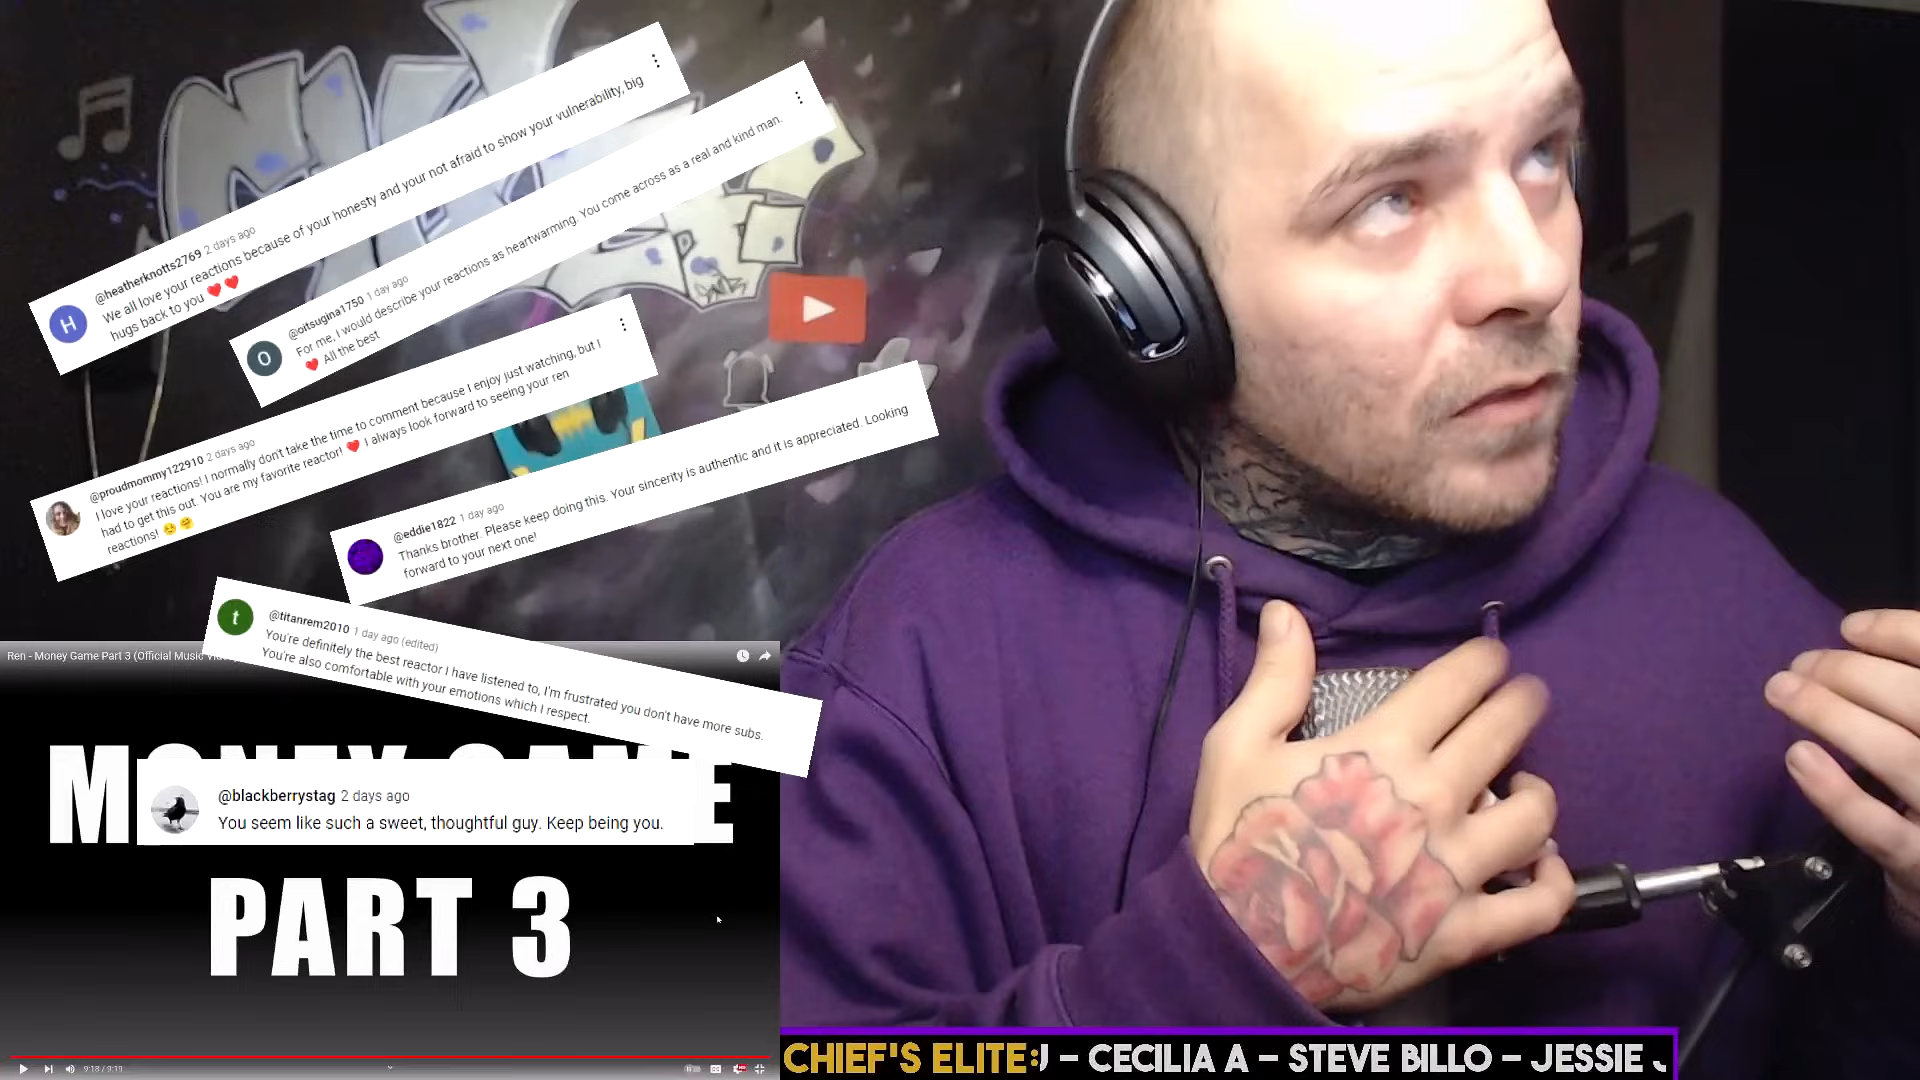 @heatherknotts2769 2 days ago
We all love your reactions because of your honesty and your not afraid to show your vulnerability, big
hugs back to you ❤️❤️
@oitsugina1750 1 day ago
For me, I would describe your reactions as heartwarming. You come across as a real and kind man.
❤️ All the best
@proudmommy122910 2 days ago
I love your reactions! I normally don't take the time to comment because I enjoy just watching, but I
had to get this out. You are my favorite reactor! ❤️ I always look forward to seeing your ren
reactions! ☺️🤗
@eddie1822 1 day ago
Thanks brother. Please keep doing this. Your sincerity is authentic and it is appreciated. Looking
forward to your next one!
t
@titanrem2010 1 day ago (edited)
You're definitely the best reactor I have listened to, I'm frustrated you don't have more subs.
You're also comfortable with your emotions which I respect.
Ren - Money Game Part 3 (Official Music
@blackberrystag 2 days ago
You seem like such a sweet, thoughtful guy. Keep being you.
PART 3
9:18 / 9:19
CHIEF'S ELITE: - CECILIA A - STEVE BILLO - JESSIE J
H
O